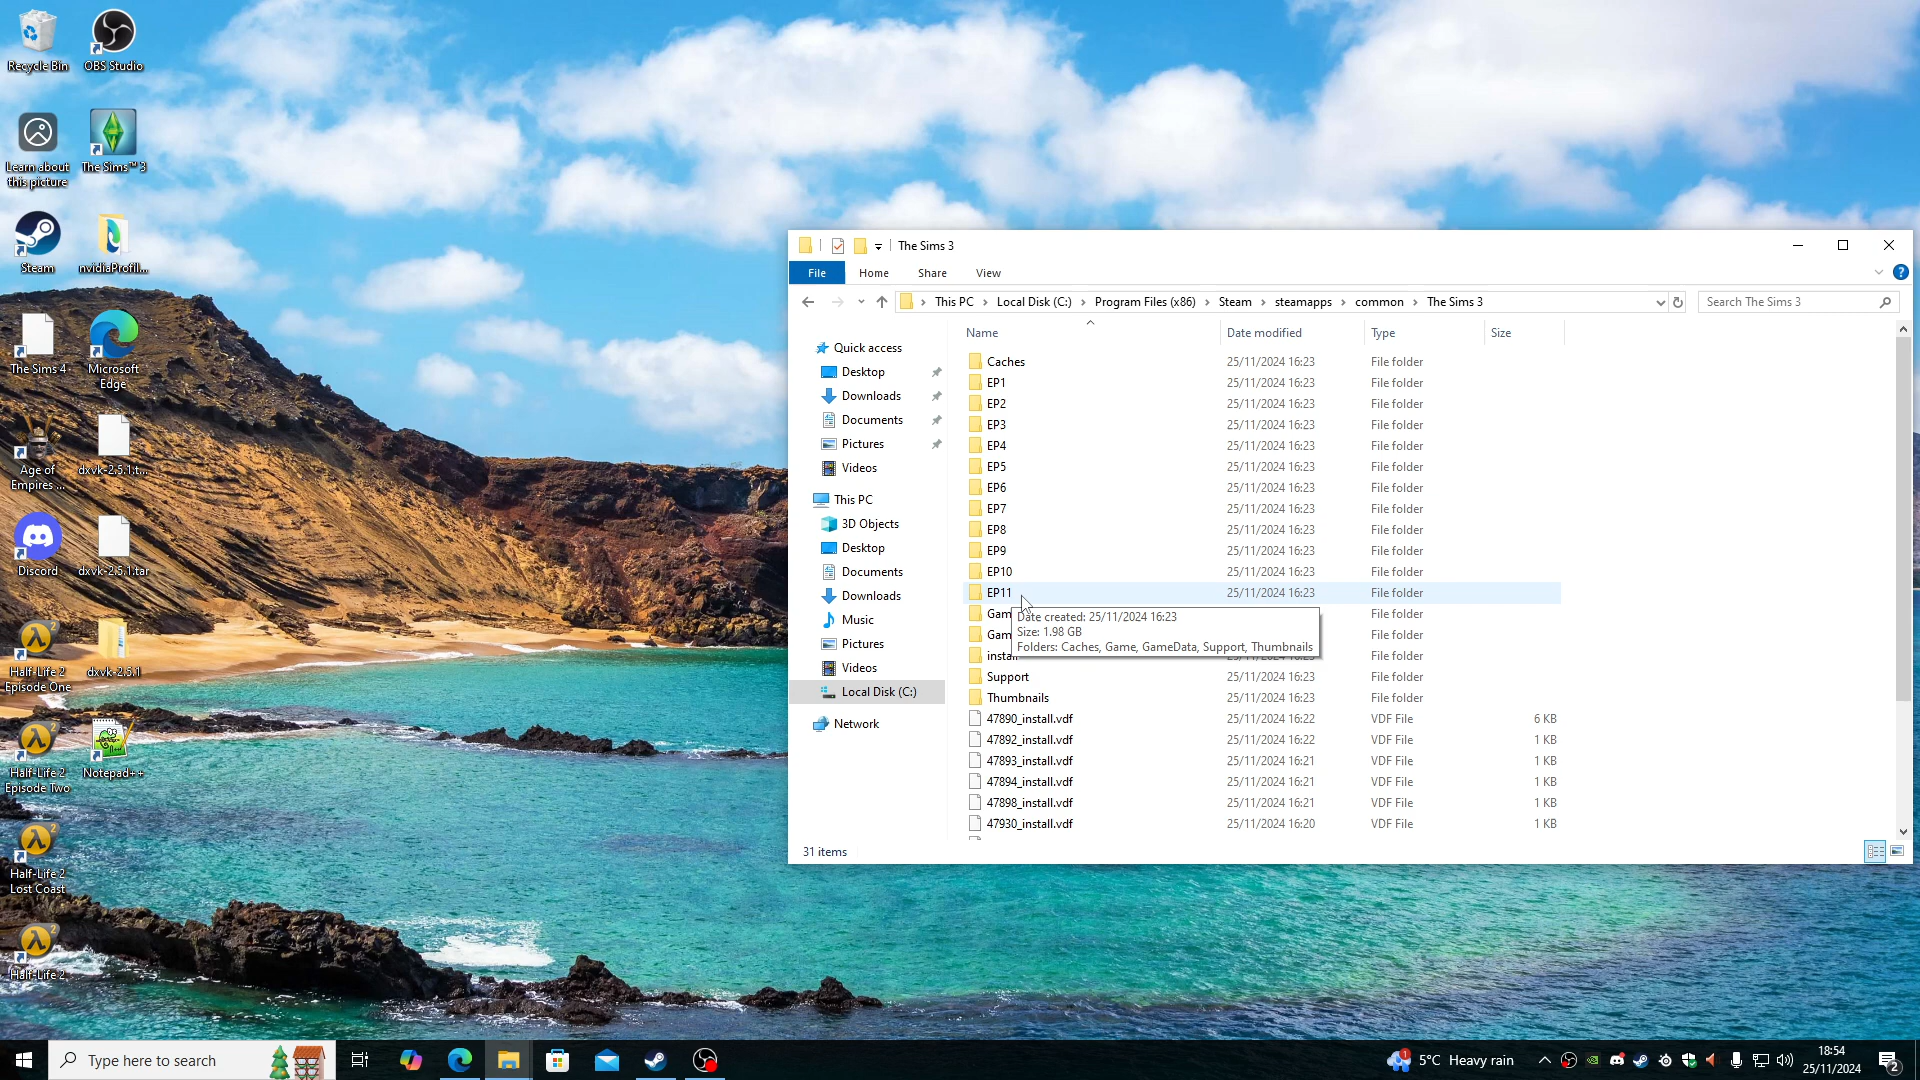 Recycle Bin
OBS Studio
Learn about
this picture
The Sims™ 3
Steam
nvidiaProfil...
The Sims 4
Microsoft
Edge
Age of
Empires ...
dxvk-2.5.1.t...
Discord
dxvk-2.5.1.tar
Half-Life 2
Episode One
dxvk-2.5.1
Half-Life 2
Episode Two
Notepad++
Half-Life 2
Lost Coast
Half-Life 2
The Sims 3
File Home Share View
This PC Local Disk (C:) Program Files (x86) Steam steamapps common The Sims 3
Search The Sims 3
Quick access
Desktop
Downloads
Documents
Pictures
Videos
This PC
3D Objects
Desktop
Documents
Downloads
Music
Pictures
Videos
Local Disk (C:)
Network
Name Date modified Type Size
Caches 25/11/2024 16:23 File folder
EP1 25/11/2024 16:23 File folder
EP2 25/11/2024 16:23 File folder
EP3 25/11/2024 16:23 File folder
EP4 25/11/2024 16:23 File folder
EP5 25/11/2024 16:23 File folder
EP6 25/11/2024 16:23 File folder
EP7 25/11/2024 16:23 File folder
EP8 25/11/2024 16:23 File folder
EP9 25/11/2024 16:23 File folder
EP10 25/11/2024 16:23 File folder
EP11 25/11/2024 16:23 File folder
Gam File folder
Gam File folder
install File folder
Date created: 25/11/2024 16:23
Size: 1.98 GB
Folders: Caches, Game, GameData, Support, Thumbnails
Support 25/11/2024 16:23 File folder
Thumbnails 25/11/2024 16:23 File folder
47890_install.vdf 25/11/2024 16:22 VDF File 6 KB
47892_install.vdf 25/11/2024 16:22 VDF File 1 KB
47893_install.vdf 25/11/2024 16:21 VDF File 1 KB
47894_install.vdf 25/11/2024 16:21 VDF File 1 KB
47898_install.vdf 25/11/2024 16:21 VDF File 1 KB
47930_install.vdf 25/11/2024 16:20 VDF File 1 KB
31 items
Type here to search
1
5°C Heavy rain
18:54
25/11/2024
2